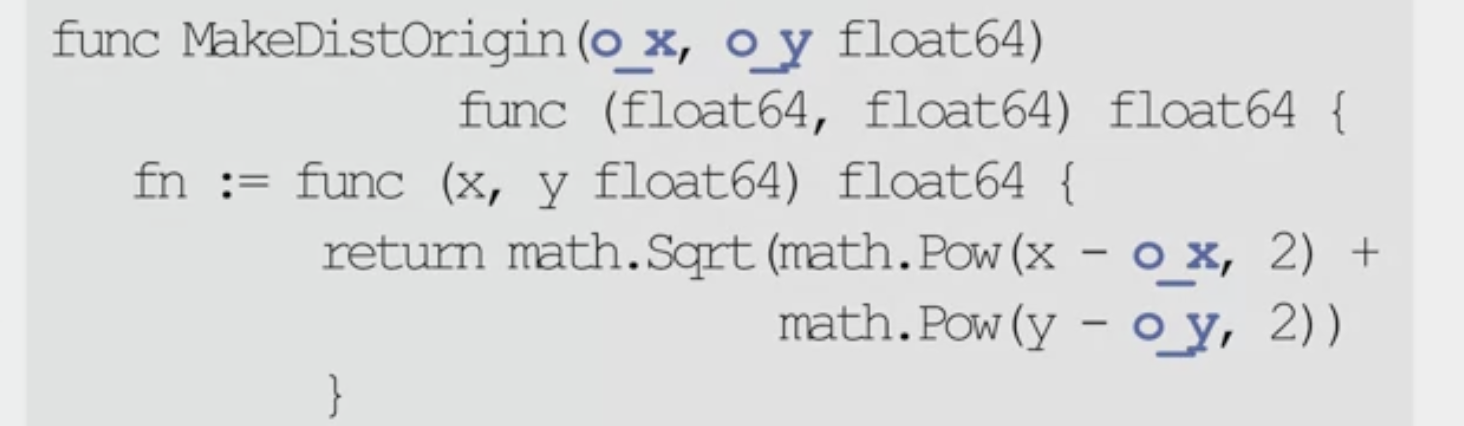 func MakeDistOrigin(o_x, o_y float64)
func (float64, float64) float64 {
fn := func (x, y float64) float64 {
return math.Sqrt(math.Pow(x - o_x, 2) +
math.Pow(y - o_y, 2))
}